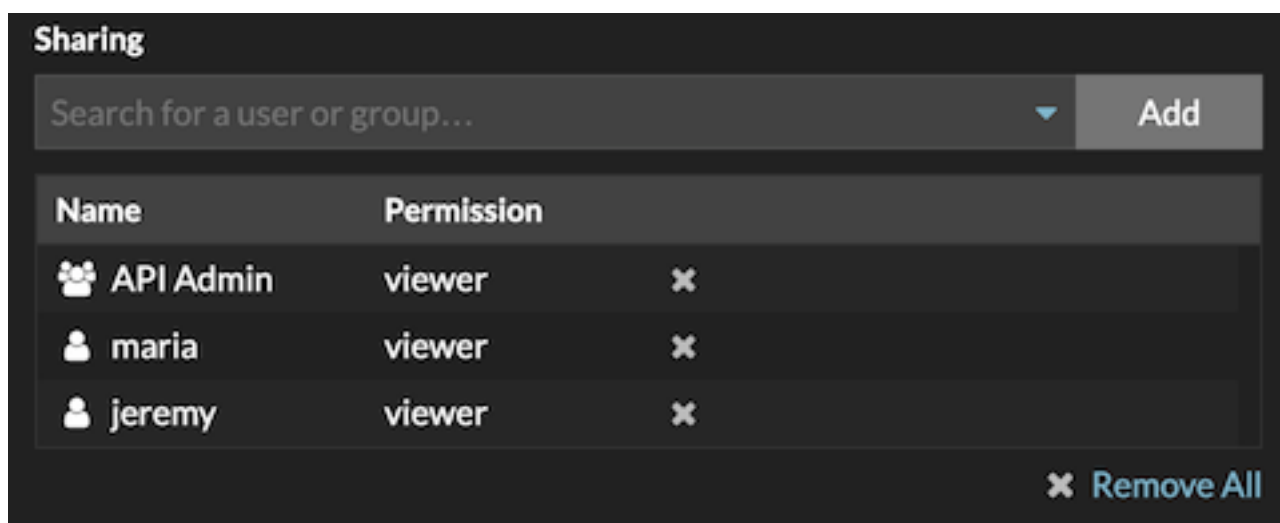 Sharing
Search for a user or group... Add
Name Permission
API Admin viewer
maria viewer
jeremy viewer
Remove All